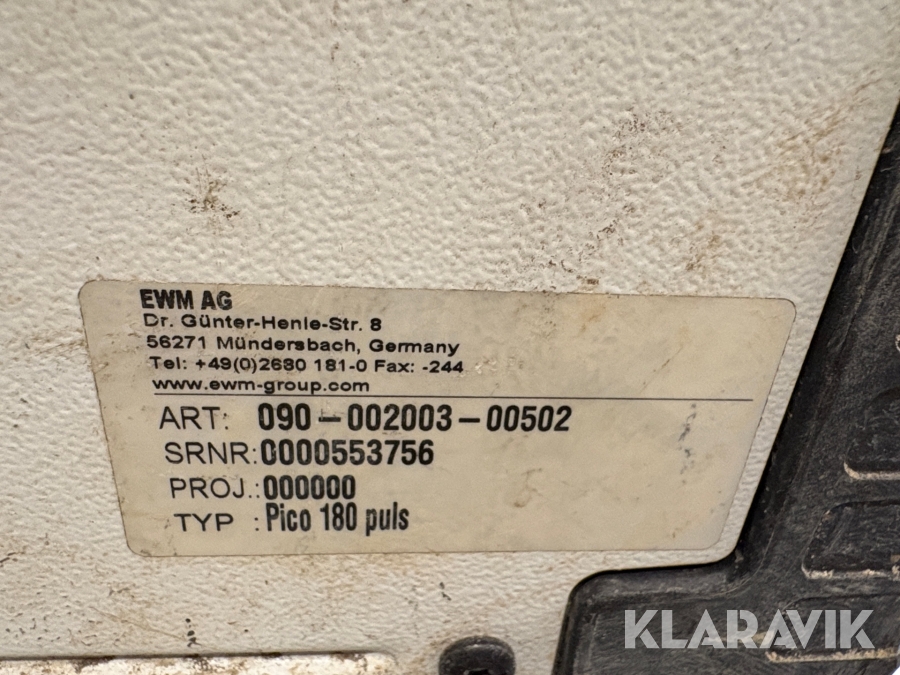 EWM AG
Dr. Günter-Henle-Str. 8
56271 Mündersbach, Germany
Tel: +49(0)2680 181-0 Fax: -244
www.ewm-group.com
ART: 090-002003-00502
SRNR:0000553756
PROJ.:000000
TYP :Pico 180 puls
KLARAVIK